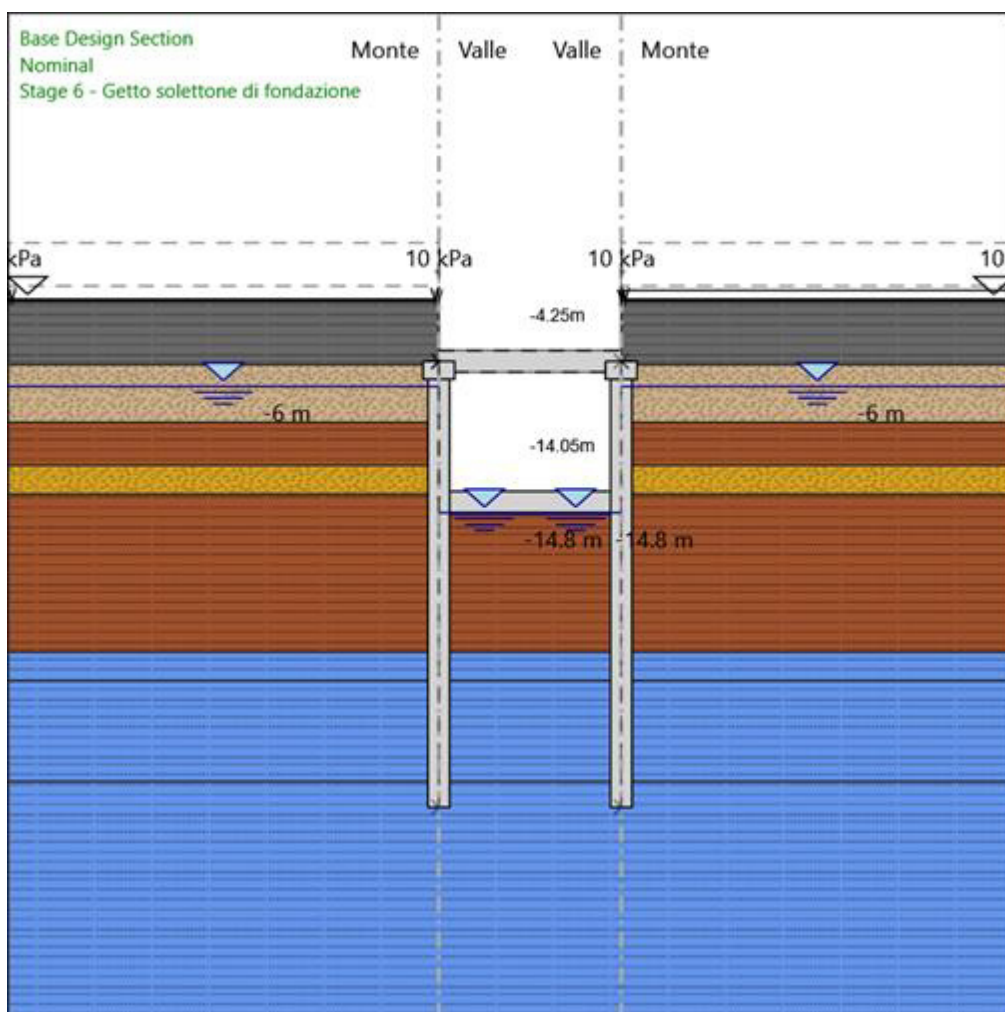 Base Design Section
Nominal
Stage 6 - Getto solettone di fondazione
Monte Valle Valle Monte
kPa 10 kPa 10 kPa 10
-4.25m
-6 m -6 m
-14.05m
-14.8 m -14.8 m